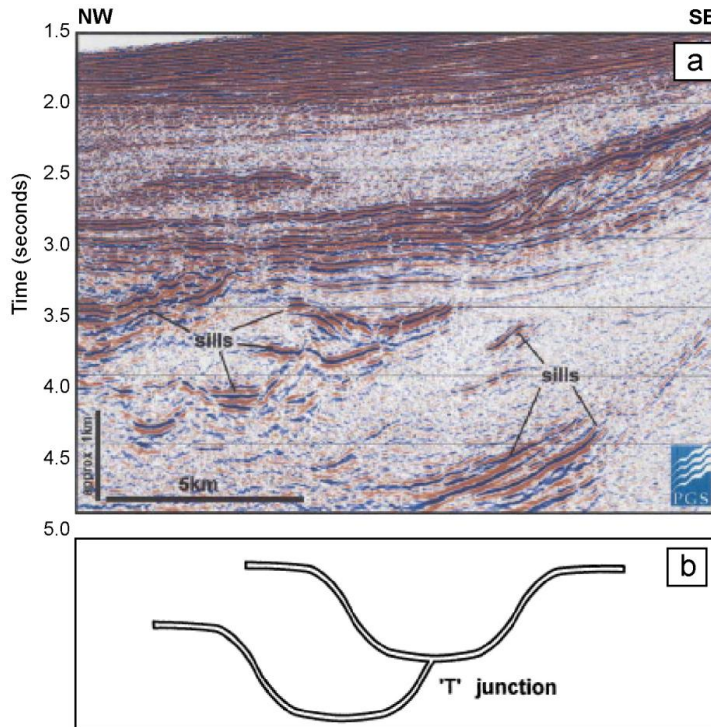 NW
SE
1.5
a
2.0
2.5
Time (seconds)
3.0
3.5
sills
sills
4.0
approx 1km
4.5
5km
PGS
5.0
b
'T' junction